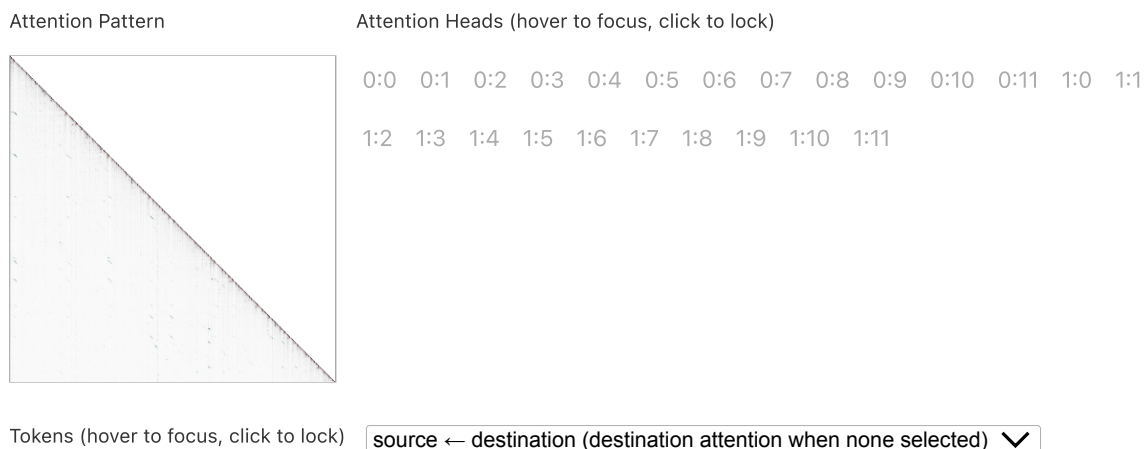 Attention Pattern
Attention Heads (hover to focus, click to lock)
0:0 0:1 0:2 0:3 0:4 0:5 0:6 0:7 0:8 0:9 0:10 0:11 1:0 1:1
1:2 1:3 1:4 1:5 1:6 1:7 1:8 1:9 1:10 1:11
Tokens (hover to focus, click to lock)
source ← destination (destination attention when none selected)